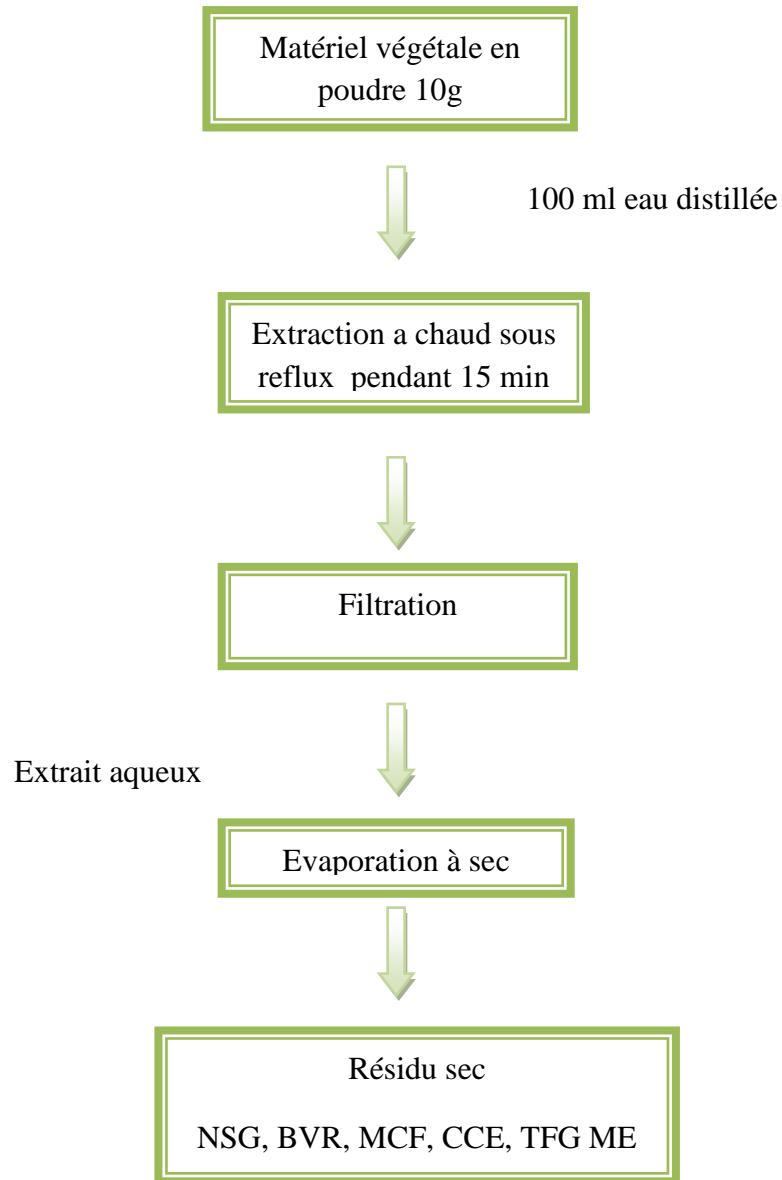 Matériel végétale en
poudre 10g
100 ml eau distillée
Extraction a chaud sous
reflux pendant 15 min
Filtration
Extrait aqueux
Evaporation à sec
Résidu sec
NSG, BVR, MCF, CCE, TFG ME